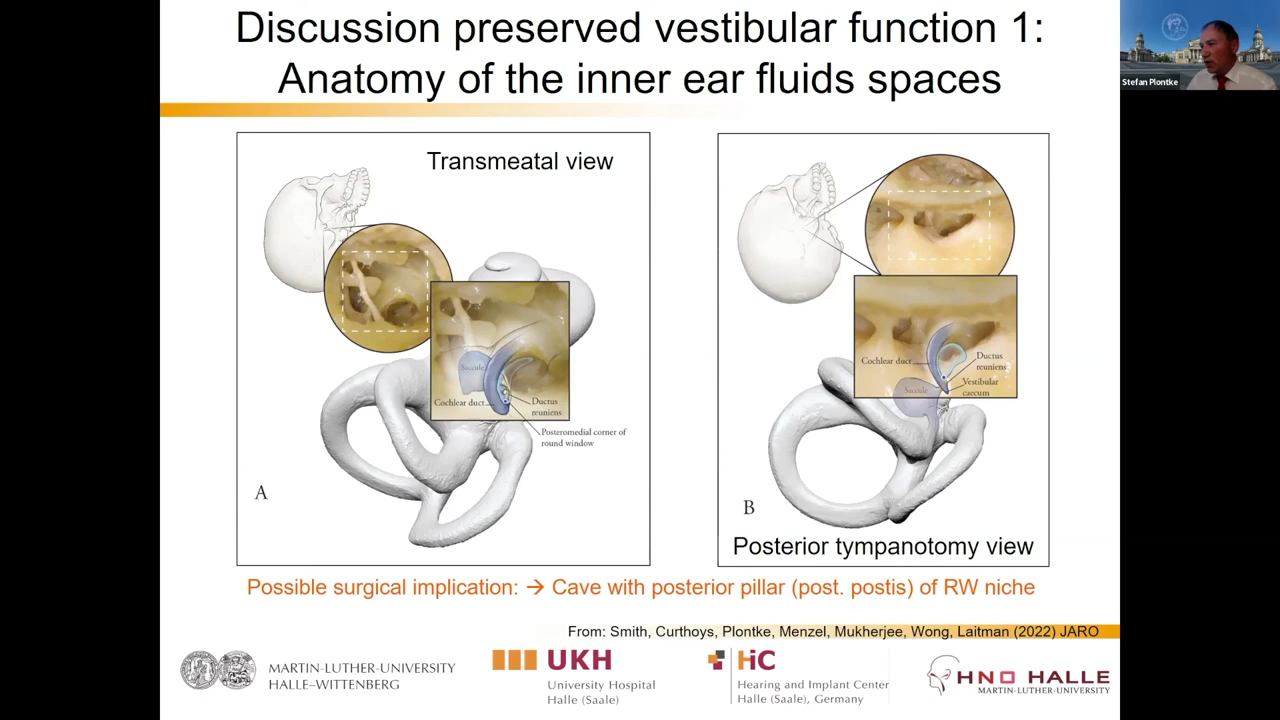 Discussion preserved vestibular function 1:
Anatomy of the inner ear fluids spaces
Stefan Plontke
Transmeatal view
Saccule
Cochlear duct
Ductus
reuniens
Posteromedial corner of
round window
A
Cochlear duct
Ductus
reuniens
Saccule
Vestibular
caecum
B
Posterior tympanotomy view
Possible surgical implication: → Cave with posterior pillar (post. postis) of RW niche
From: Smith, Curthoys, Plontke, Menzel, Mukherjee, Wong, Laitman (2022) JARO
MARTIN-LUTHER-UNIVERSITY
HALLE–WITTENBERG
UKH
University Hospital
Halle (Saale)
HiC
Hearing and Implant Center
Halle (Saale), Germany
HNO HALLE
MARTIN-LUTHER-UNIVERSITY